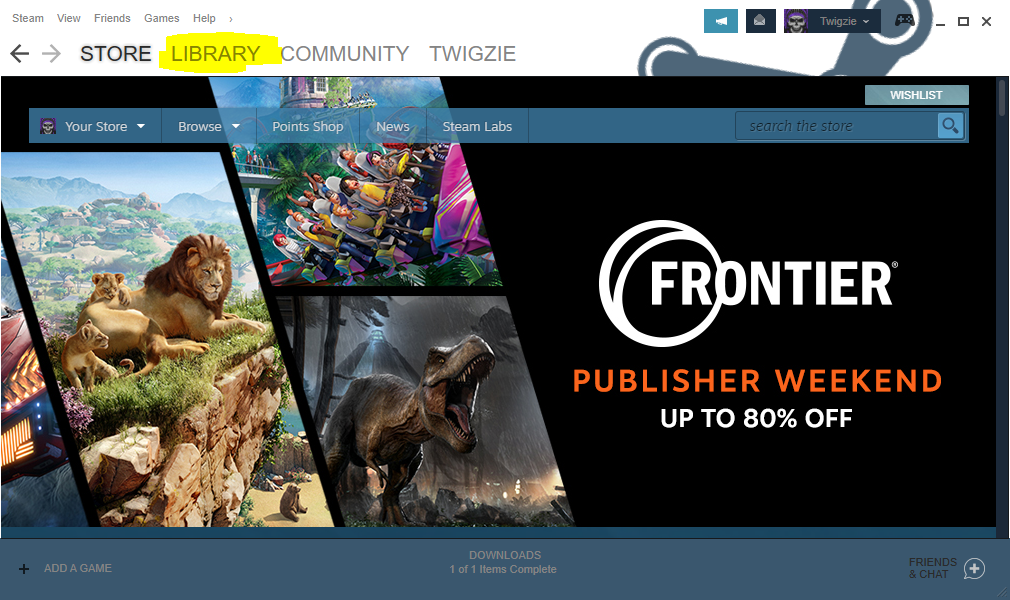 Steam View Friends Games Help ›
Twigzie
STORE LIBRARY COMMUNITY TWIGZIE
WISHLIST
Your Store Browse Points Shop News Steam Labs
search the store
FRONTIER®
PUBLISHER WEEKEND
UP TO 80% OFF
DOWNLOADS
1 of 1 Items Complete
+ ADD A GAME
FRIENDS
& CHAT